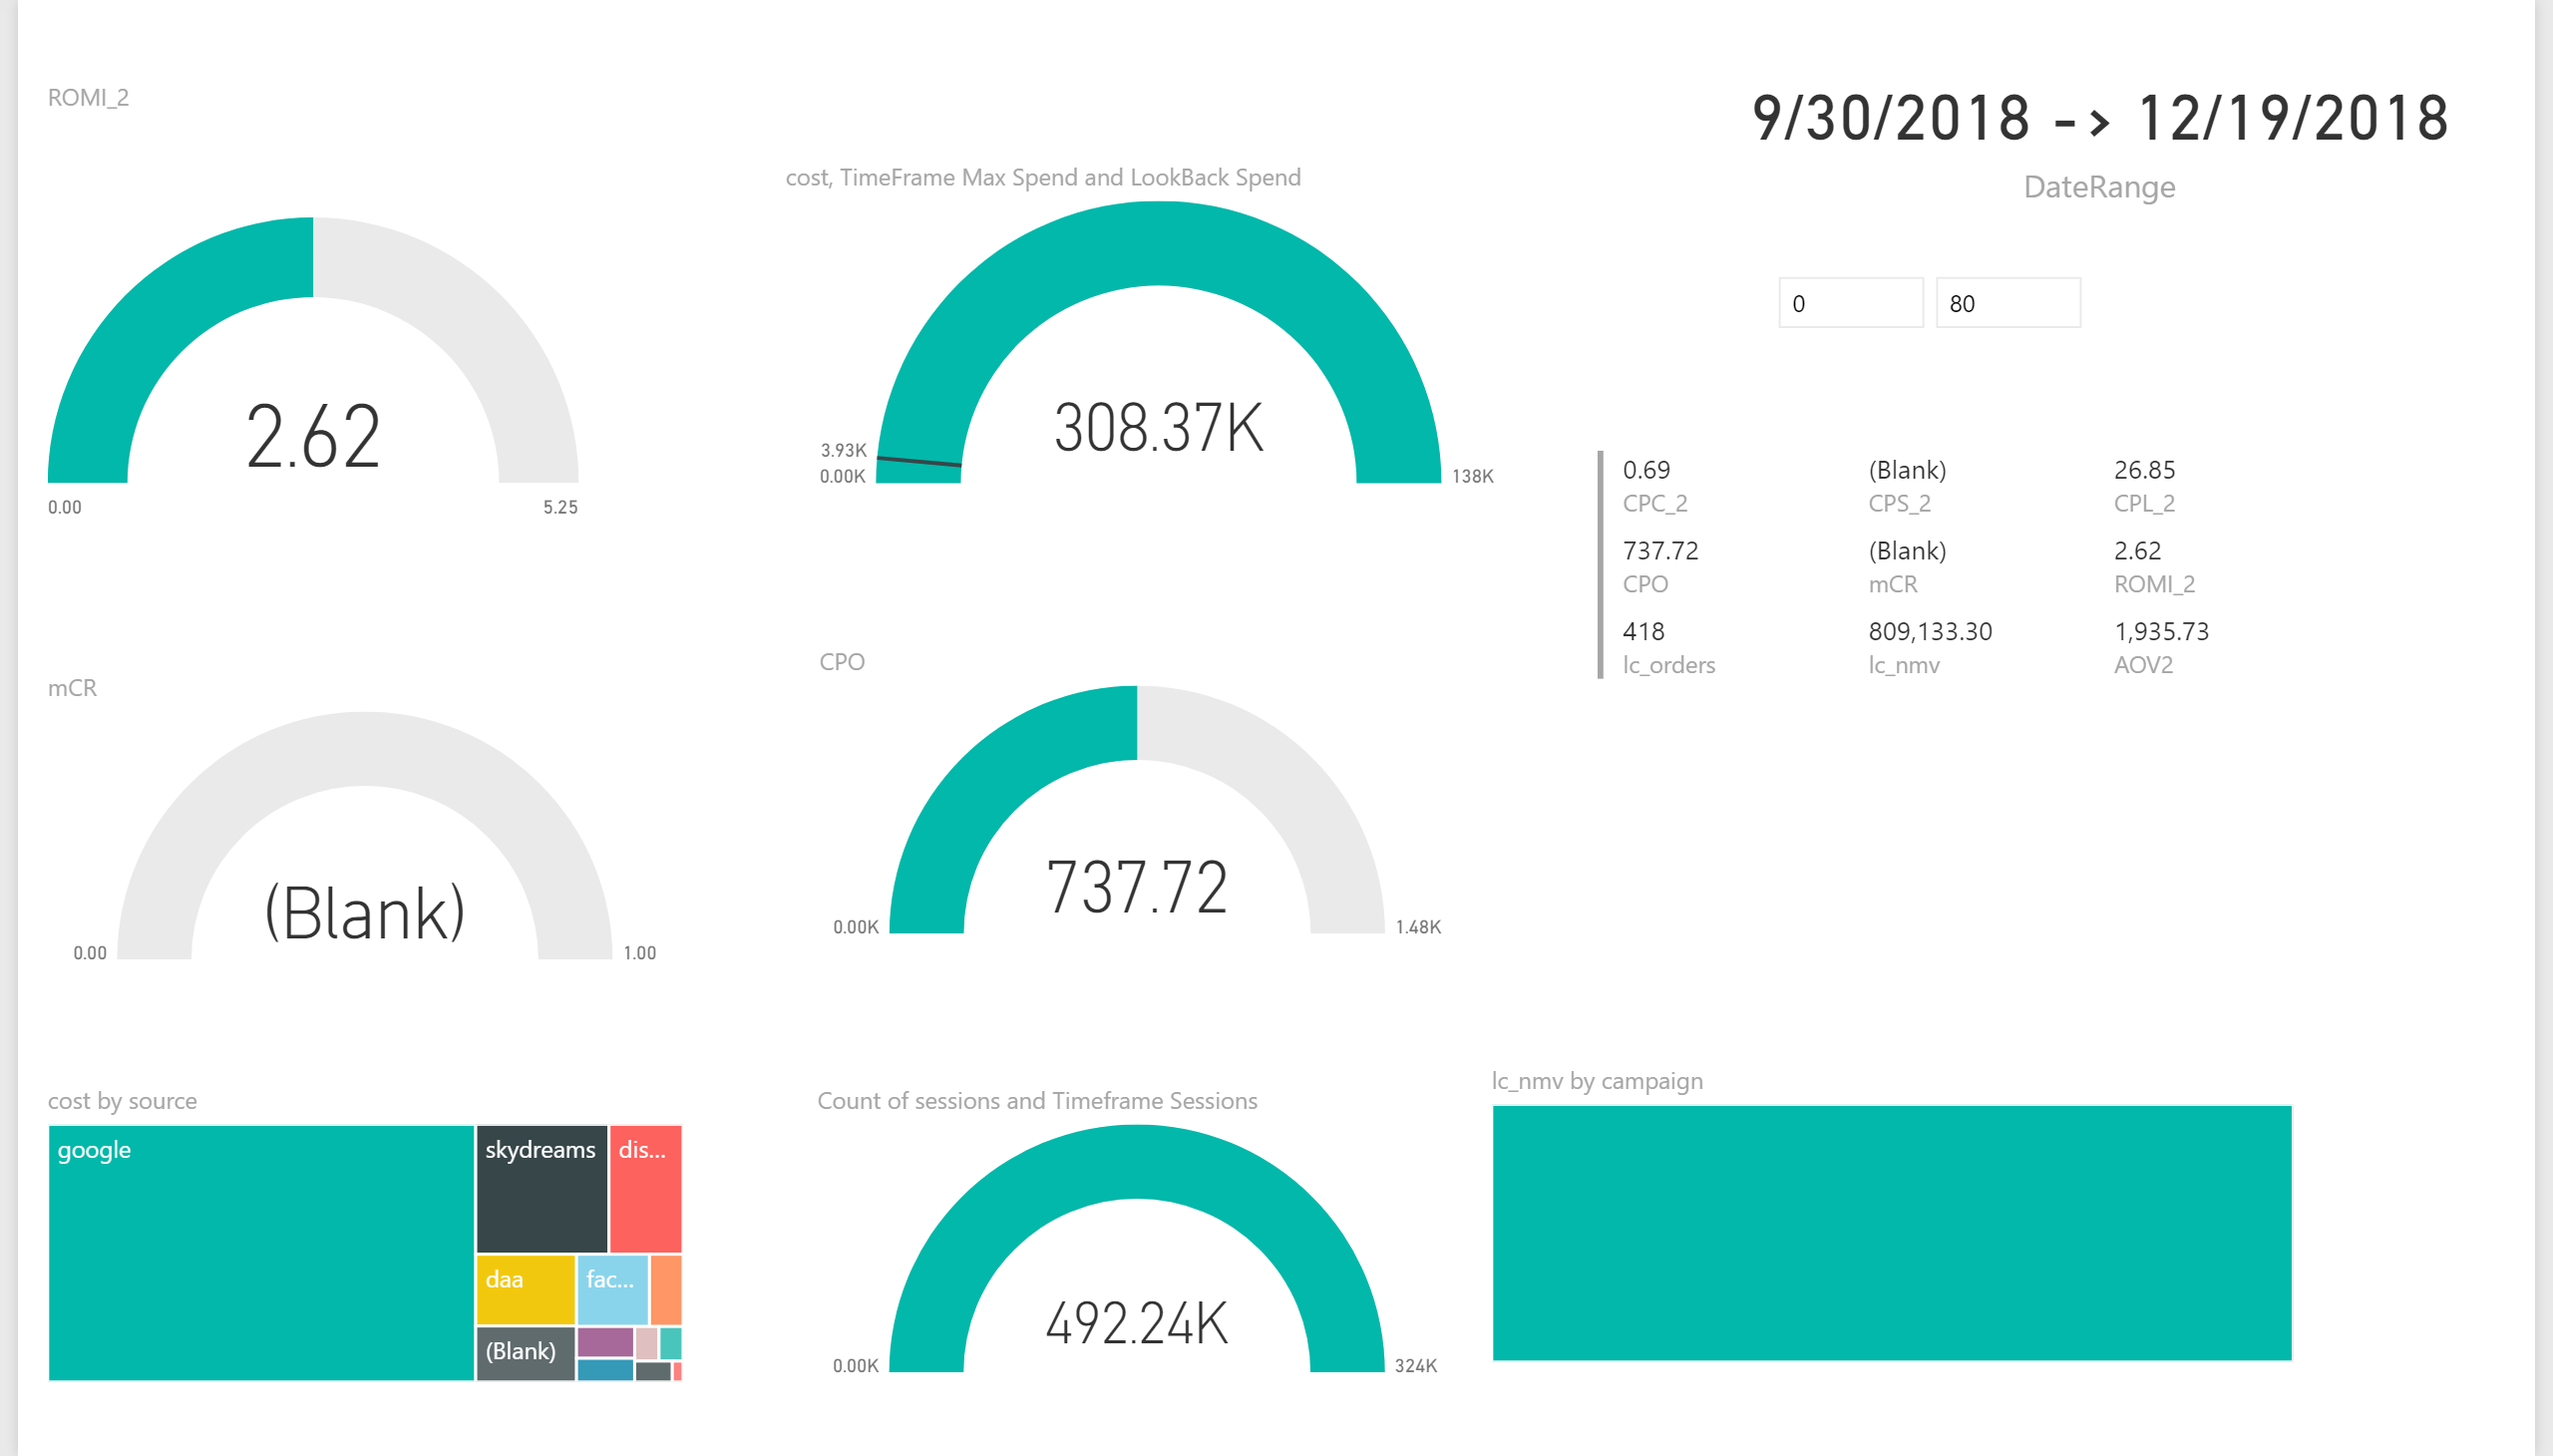 ROMI_2
2.62
0.00
5.25
cost, TimeFrame Max Spend and LookBack Spend
308.37K
3.93K
0.00K
138K
9/30/2018 -> 12/19/2018
DateRange
0
80
0.69
(Blank)
26.85
CPC_2
CPS_2
CPL_2
737.72
(Blank)
2.62
CPO
mCR
ROMI_2
418
809,133.30
1,935.73
lc_orders
lc_nmv
AOV2
mCR
(Blank)
0.00
1.00
CPO
737.72
0.00K
1.48K
cost by source
google
skydreams
dis...
daa
fac...
(Blank)
Count of sessions and Timeframe Sessions
492.24K
0.00K
324K
lc_nmv by campaign